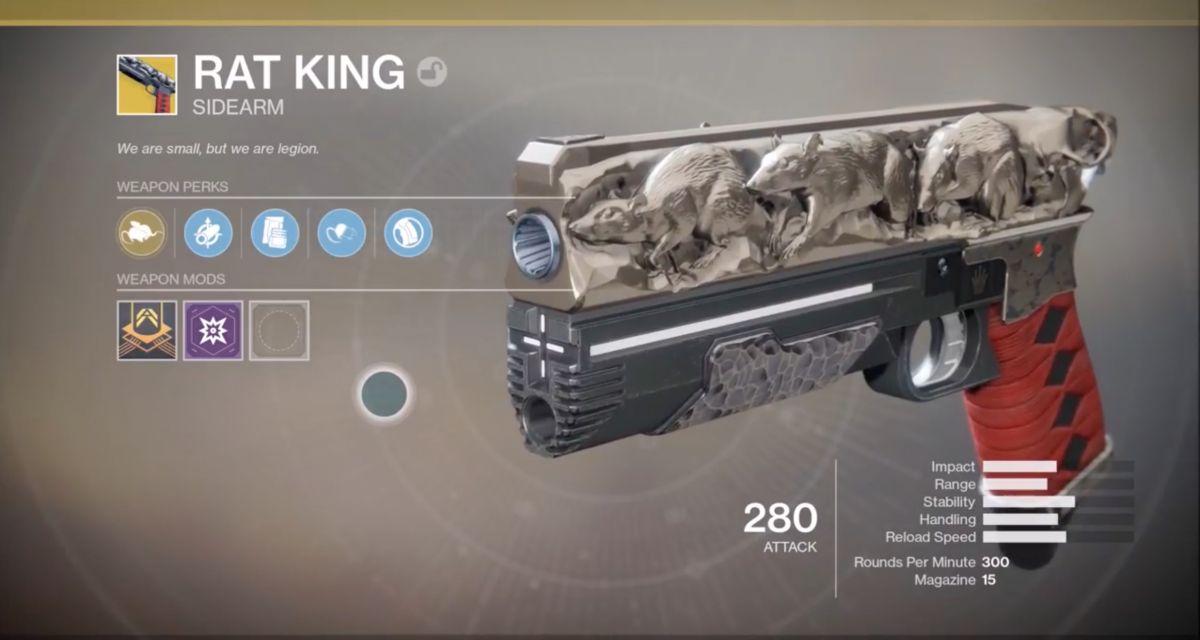 RAT KING
SIDEARM
We are small, but we are legion.
WEAPON PERKS
WEAPON MODS
280
ATTACK
Impact
Range
Stability
Handling
Reload Speed
Rounds Per Minute 300
Magazine 15